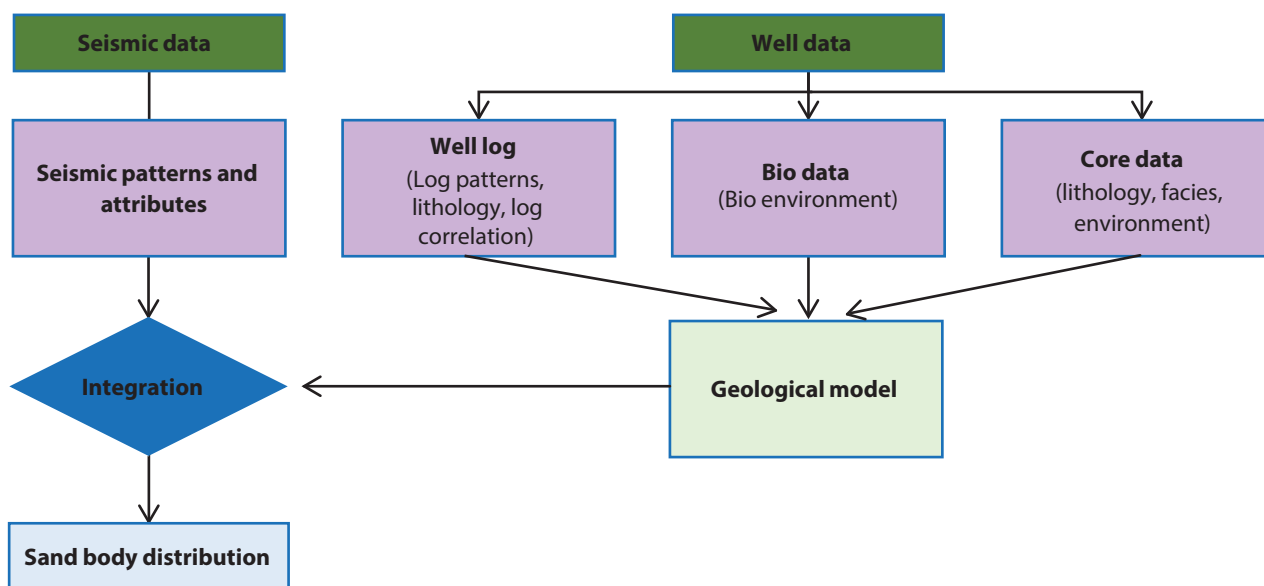 Seismic data
Well data
Seismic patterns and
attributes
Well log
(Log patterns,
lithology, log
correlation)
Bio data
(Bio environment)
Core data
(lithology, facies,
environment)
Integration
Geological model
Sand body distribution